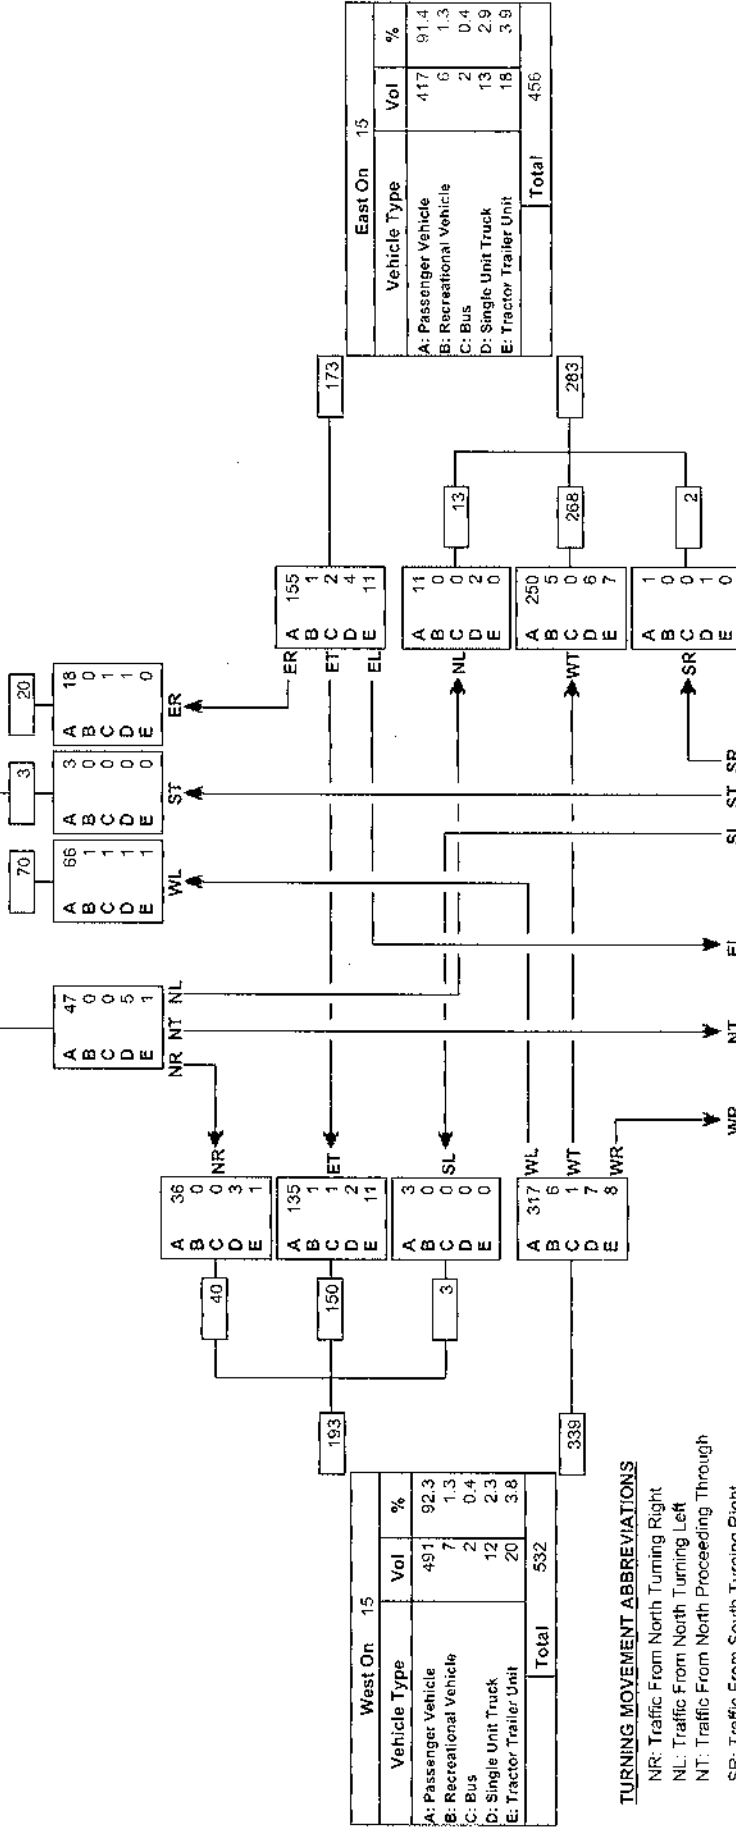 West On 15
Vehicle Type Vol %
A: Passenger Vehicle 491 92.3
B: Recreational Vehicle 7 1.3
C: Bus 2 0.4
D: Single Unit Truck 12 2.3
E: Tractor Trailer Unit 20 3.8
Total 532
193
339
40
150
3
A 36
B 0
C 0
D 3
E 1
NR
A 135
B 1
C 1
D 2
E 11
ET
A 3
B 0
C 0
D 0
E 0
SL
A 317
B 6
C 1
D 7
E 8
WL
WT
WR
A 47
B 0
C 0
D 5
E 1
NR NT NL
70
A 66
B 1
C 1
D 1
E 1
WL
3
A 3
B 0
C 0
D 0
E 0
ST
20
A 18
B 0
C 1
D 1
E 0
ER
ER
ET
EL
A 155
B 1
C 2
D 4
E 11
173
NL
A 11
B 0
C 0
D 2
E 0
13
WT
A 250
B 5
C 0
D 6
E 7
268
SR
A 1
B 0
C 0
D 1
E 0
2
283
East On 15
Vehicle Type Vol %
A: Passenger Vehicle 417 91.4
B: Recreational Vehicle 6 1.3
C: Bus 2 0.4
D: Single Unit Truck 13 2.9
E: Tractor Trailer Unit 18 3.9
Total 456
WR NT EL SL ST SR
TURNING MOVEMENT ABBREVIATIONS
NR: Traffic From North Turning Right
NL: Traffic From North Turning Left
NT: Traffic From North Proceeding Through
SR: Traffic From South Turning Right